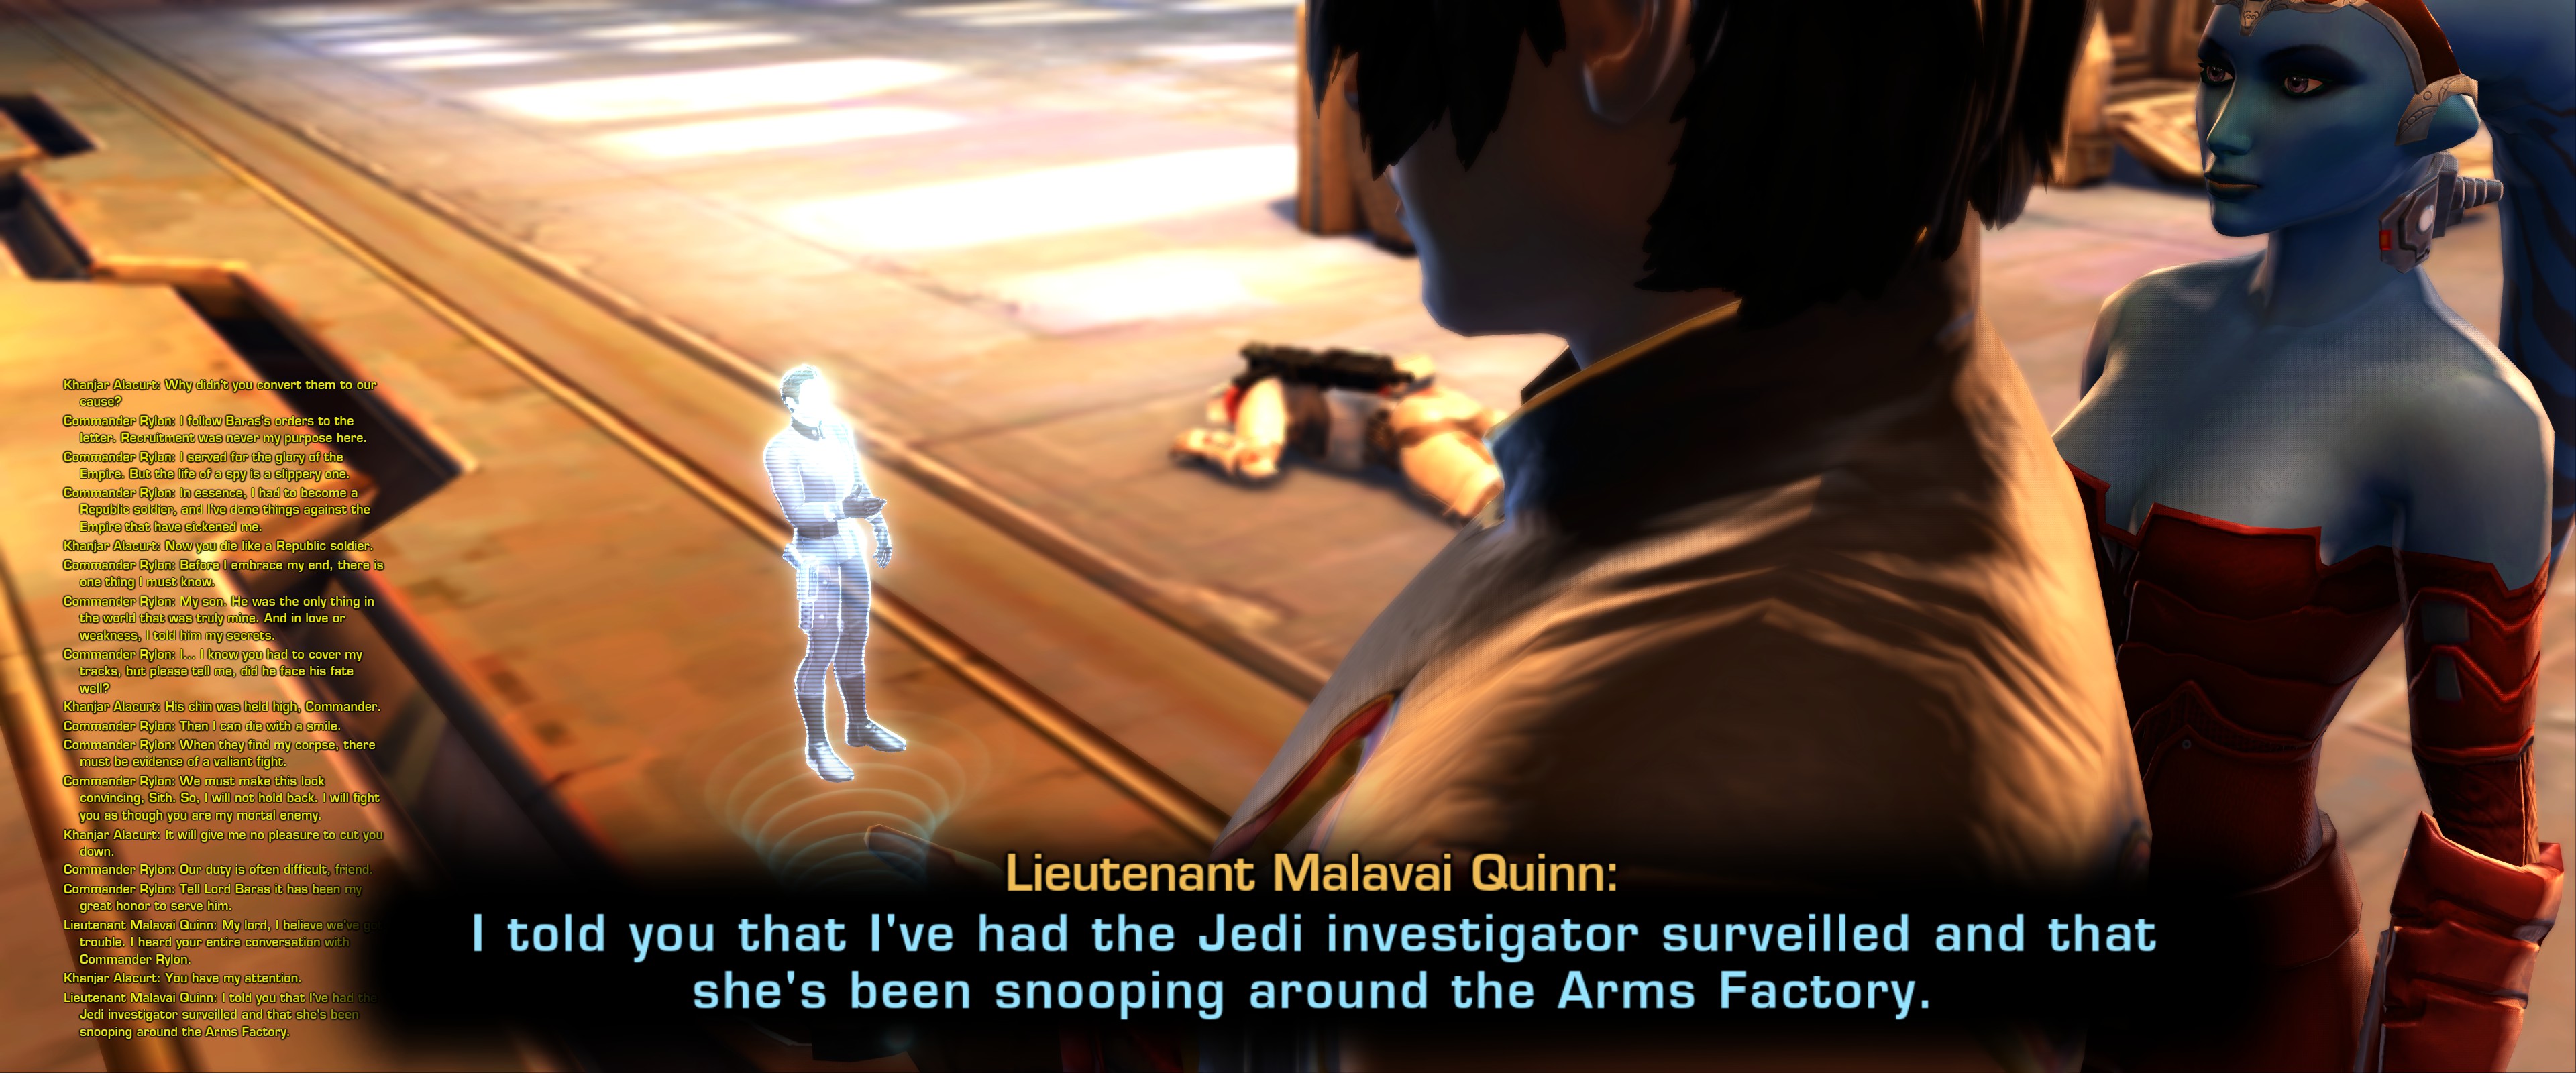 Khanjar Alacurt: Why didn't you convert them to our
cause?
Commander Rylon: I follow Baras's orders to the
letter. Recruitment was never my purpose here.
Commander Rylon: I served for the glory of the
Empire. But the life of a spy is a slippery one.
Commander Rylon: In essence, I had to become a
Republic soldier, and I've done things against the
Empire that have sickened me.
Khanjar Alacurt: Now you die like a Republic soldier.
Commander Rylon: Before I embrace my end, there is
one thing I must know.
Commander Rylon: My son. He was the only thing in
the world that was truly mine. And in love or
weakness, I told him my secrets.
Commander Rylon: I... I know you had to cover my
tracks, but please tell me, did he face his fate
well?
Khanjar Alacurt: His chin was held high, Commander.
Commander Rylon: Then I can die with a smile.
Commander Rylon: When they find my corpse, there
must be evidence of a valiant fight.
Commander Rylon: We must make this look
convincing, Sith. So, I will not hold back. I will fight
you as though you are my mortal enemy.
Khanjar Alacurt: It will give me no pleasure to cut you
down.
Commander Rylon: Our duty is often difficult, friend.
Commander Rylon: Tell Lord Baras it has been my
great honor to serve him.
Lieutenant Malavai Quinn: My lord, I believe we've got
trouble. I heard your entire conversation with
Commander Rylon.
Khanjar Alacurt: You have my attention.
Lieutenant Malavai Quinn: I told you that I've had the
Jedi investigator surveilled and that she's been
snooping around the Arms Factory.
Lieutenant Malavai Quinn:
I told you that I've had the Jedi investigator surveilled and that
she's been snooping around the Arms Factory.